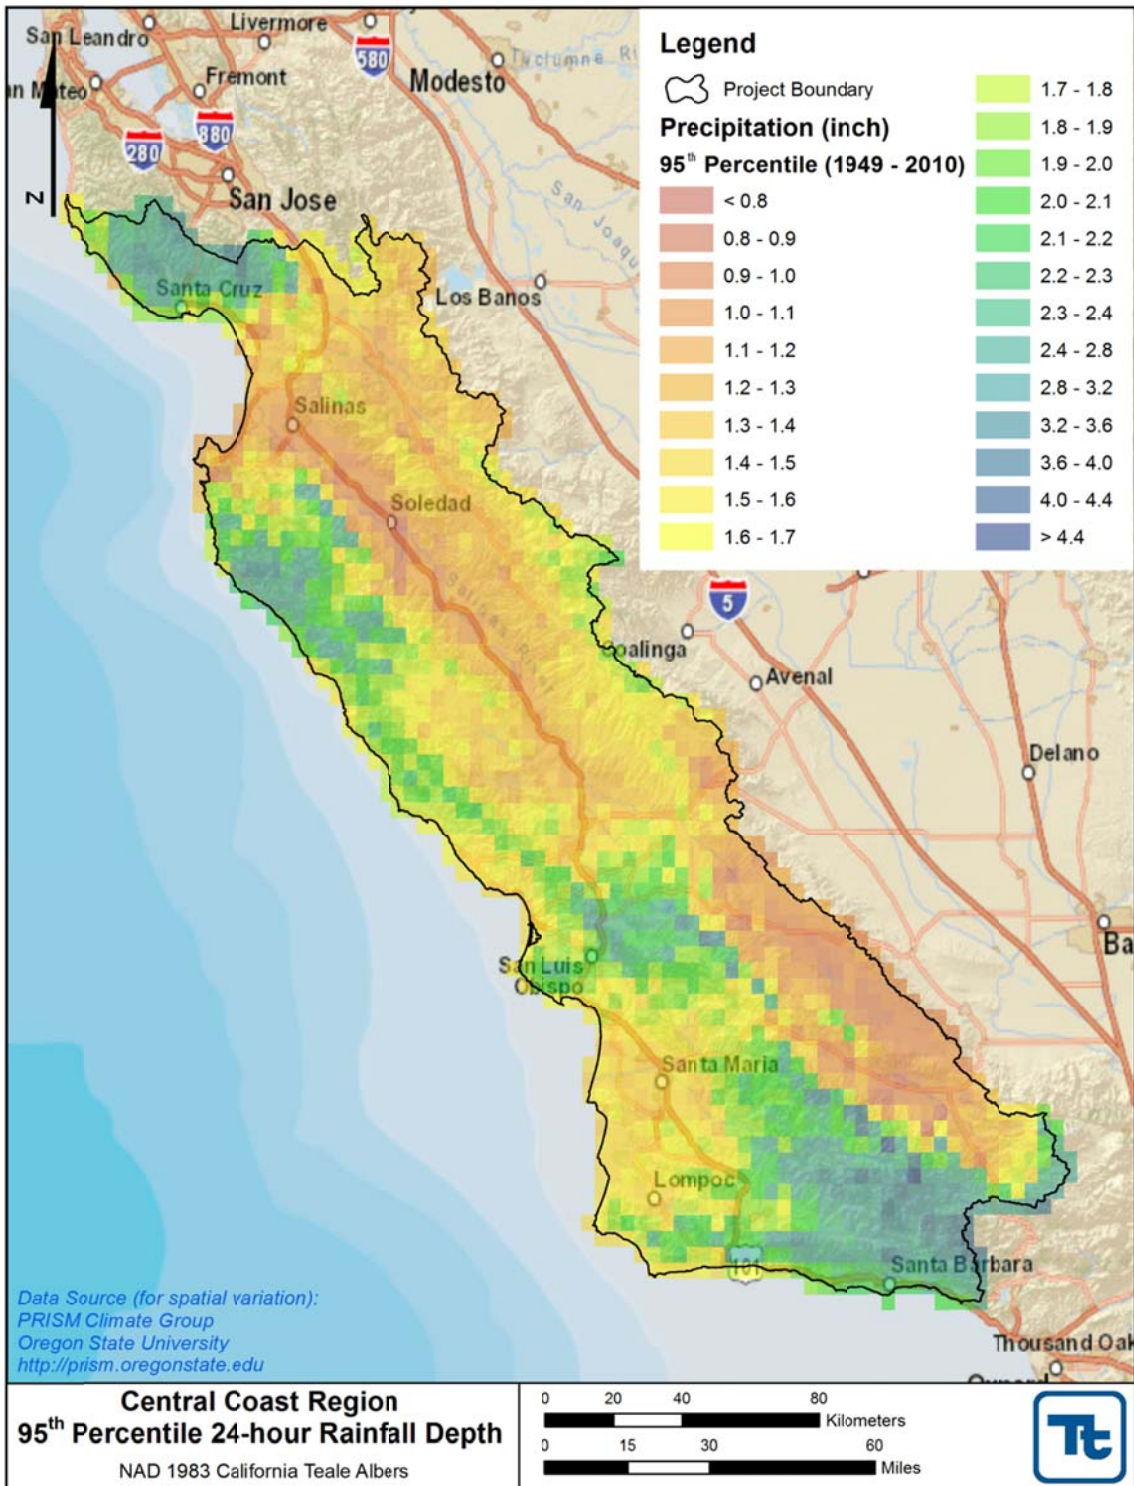 San Leandro
Livermore
580
Tuolumne Ri
Modesto
n Mateo
Fremont
880
280
N
San Jose
San Joaqu
Los Banos
Santa Cruz
Salinas
Soledad
Salinas River
5
Coalinga
Avenal
Delano
Ba
San Luis
Obispo
Santa Maria
Lompoc
101
Santa Barbara
Thousand Oak
Legend
Project Boundary
Precipitation (inch)
95th Percentile (1949 - 2010)
< 0.8
0.8 - 0.9
0.9 - 1.0
1.0 - 1.1
1.1 - 1.2
1.2 - 1.3
1.3 - 1.4
1.4 - 1.5
1.5 - 1.6
1.6 - 1.7
1.7 - 1.8
1.8 - 1.9
1.9 - 2.0
2.0 - 2.1
2.1 - 2.2
2.2 - 2.3
2.3 - 2.4
2.4 - 2.8
2.8 - 3.2
3.2 - 3.6
3.6 - 4.0
4.0 - 4.4
> 4.4
Data Source (for spatial variation):
PRISM Climate Group
Oregon State University
http://prism.oregonstate.edu
Central Coast Region
95th Percentile 24-hour Rainfall Depth
NAD 1983 California Teale Albers
0 20 40 80
Kilometers
0 15 30 60
Miles
Tt